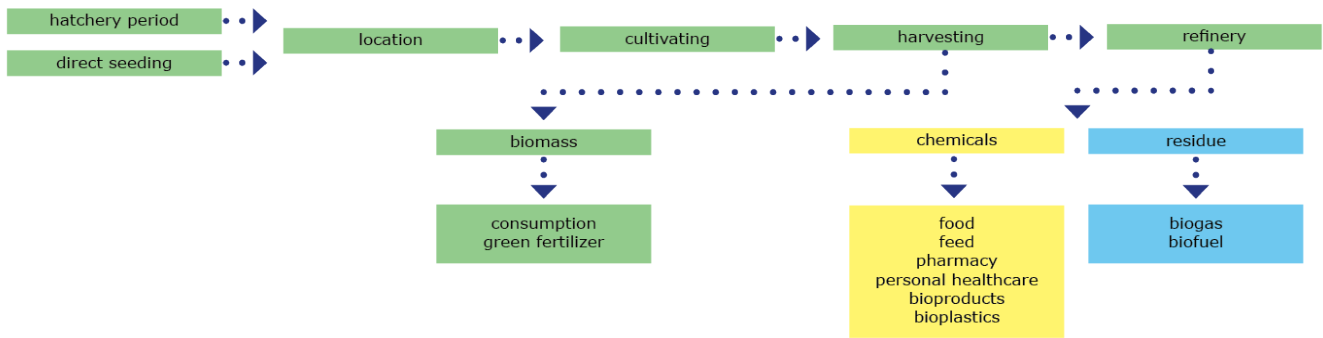 hatchery period
direct seeding
location
cultivating
harvesting
refinery
biomass
consumption
green fertilizer
chemicals
food
feed
pharmacy
personal healthcare
bioproducts
bioplastics
residue
biogas
biofuel